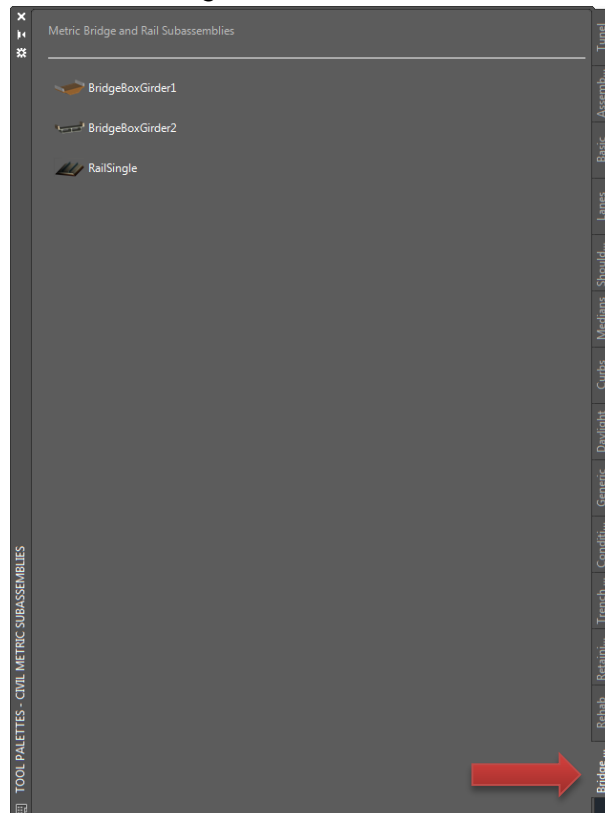 Metric Bridge and Rail Subassemblies
BridgeBoxGirder1
BridgeBoxGirder2
RailSingle
TOOL PALETTES - CIVIL METRIC SUBASSEMBLIES
Tunel
Assemb...
Basic
Lanes
Should...
Medians
Curbs
Daylight
Generic
Conditi...
Trench ...
Retaini...
Rehab
Bridge ...